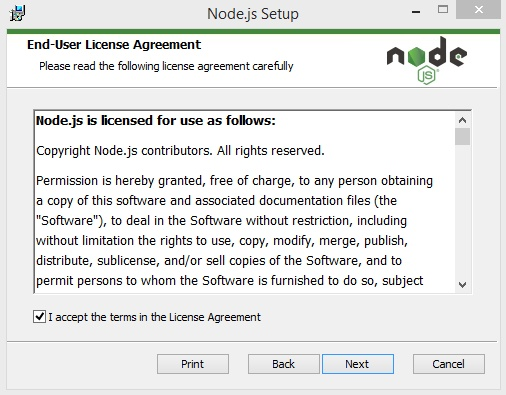 Node.js Setup
End-User License Agreement
Please read the following license agreement carefully
node
JS
Node.js is licensed for use as follows:
Copyright Node.js contributors. All rights reserved.
Permission is hereby granted, free of charge, to any person obtaining
a copy of this software and associated documentation files (the
"Software"), to deal in the Software without restriction, including
without limitation the rights to use, copy, modify, merge, publish,
distribute, sublicense, and/or sell copies of the Software, and to
permit persons to whom the Software is furnished to do so, subject
I accept the terms in the License Agreement
Print Back Next Cancel